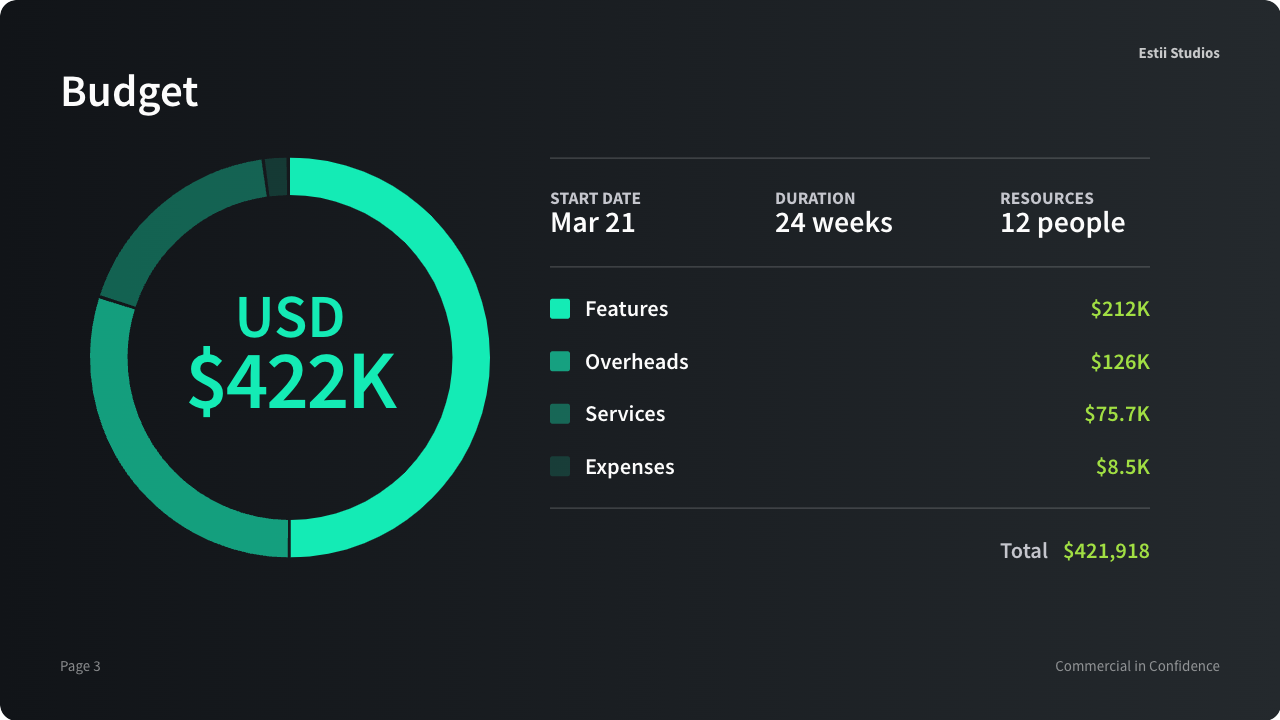 Estii Studios
Budget
USD
$422K
START DATE
Mar 21
DURATION
24 weeks
RESOURCES
12 people
Features $212K
Overheads $126K
Services $75.7K
Expenses $8.5K
Total $421,918
Page 3
Commercial in Confidence